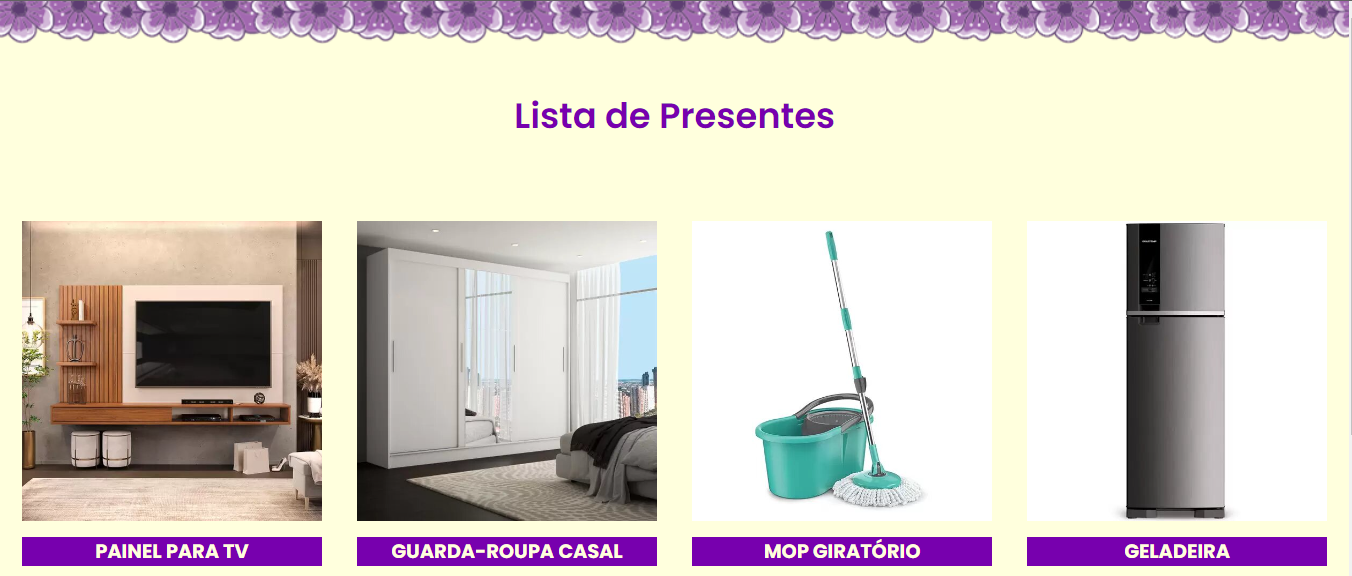 Lista de Presentes
PAINEL PARA TV
GUARDA-ROUPA CASAL
MOP GIRATÓRIO
GELADEIRA